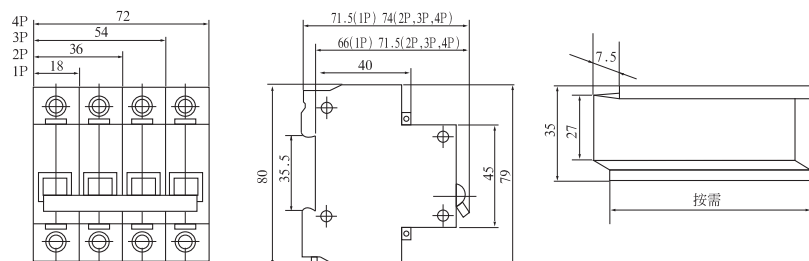 4P 72
3P 54
2P 36
1P 18
71.5(1P) 74(2P,3P,4P)
66(1P) 71.5(2P,3P,4P)
40
80
35.5
45
79
7.5
35
27
按需